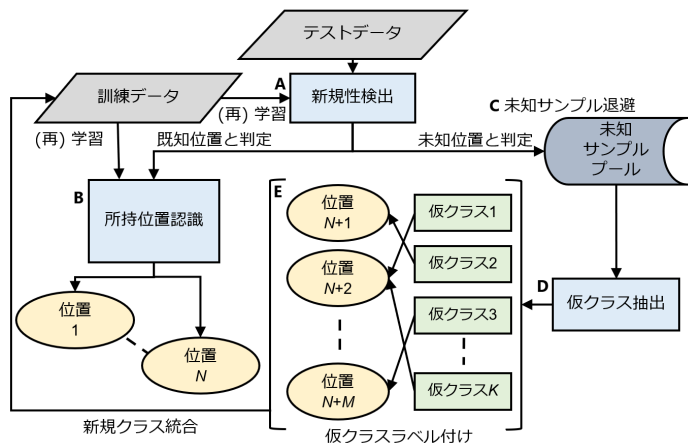 テストデータ
訓練データ
A
新規性検出
(再) 学習
(再) 学習
C 未知サンプル退避
既知位置と判定
未知位置と判定
未知
サンプル
プール
B
所持位置認識
E
位置
N+1
位置
N+2
位置
N+M
仮クラス1
仮クラス2
仮クラス3
仮クラスK
D
仮クラス抽出
位置
1
位置
N
新規クラス統合
仮クラスラベル付け